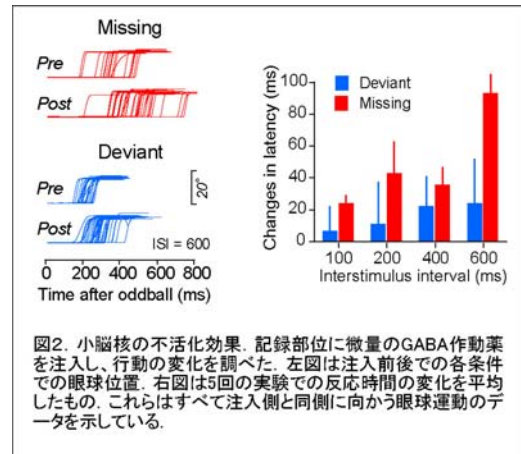 Missing
Pre
Post
Deviant
Pre
Post
20°
ISI = 600
0 200 400 600 800
Time after oddball (ms)
Changes in latency (ms)
100
80
60
40
20
0
Deviant
Missing
100 200 400 600
Interstimulus interval (ms)
図2．小脳核の不活化効果．記録部位に微量のGABA作動薬
を注入し、行動の変化を調べた．左図は注入前後での各条件
での眼球位置．右図は5回の実験での反応時間の変化を平均
したもの．これらはすべて注入側と同側に向かう眼球運動のデ
ータを示している．